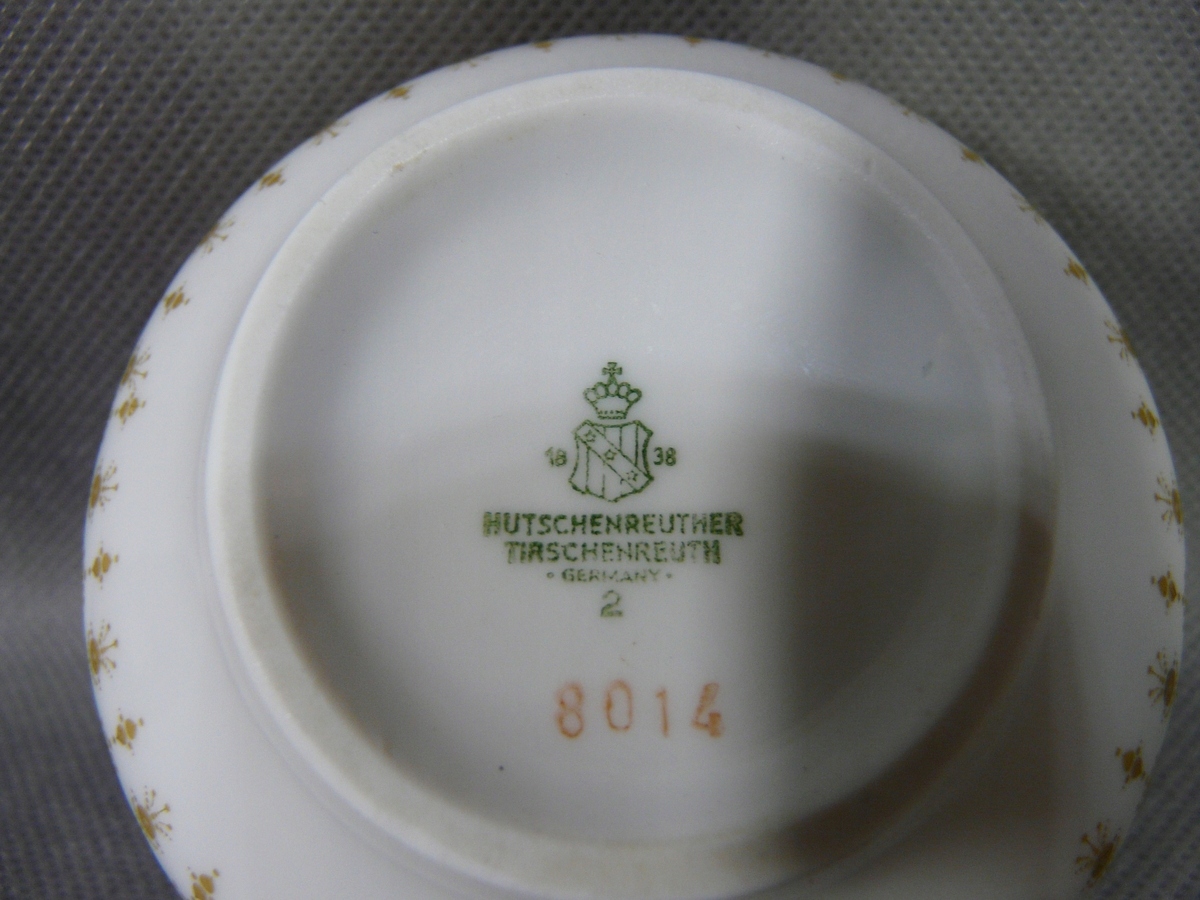 18 38
HUTSCHENREUTHER
TIRSCHENREUTH
• GERMANY •
2
8014